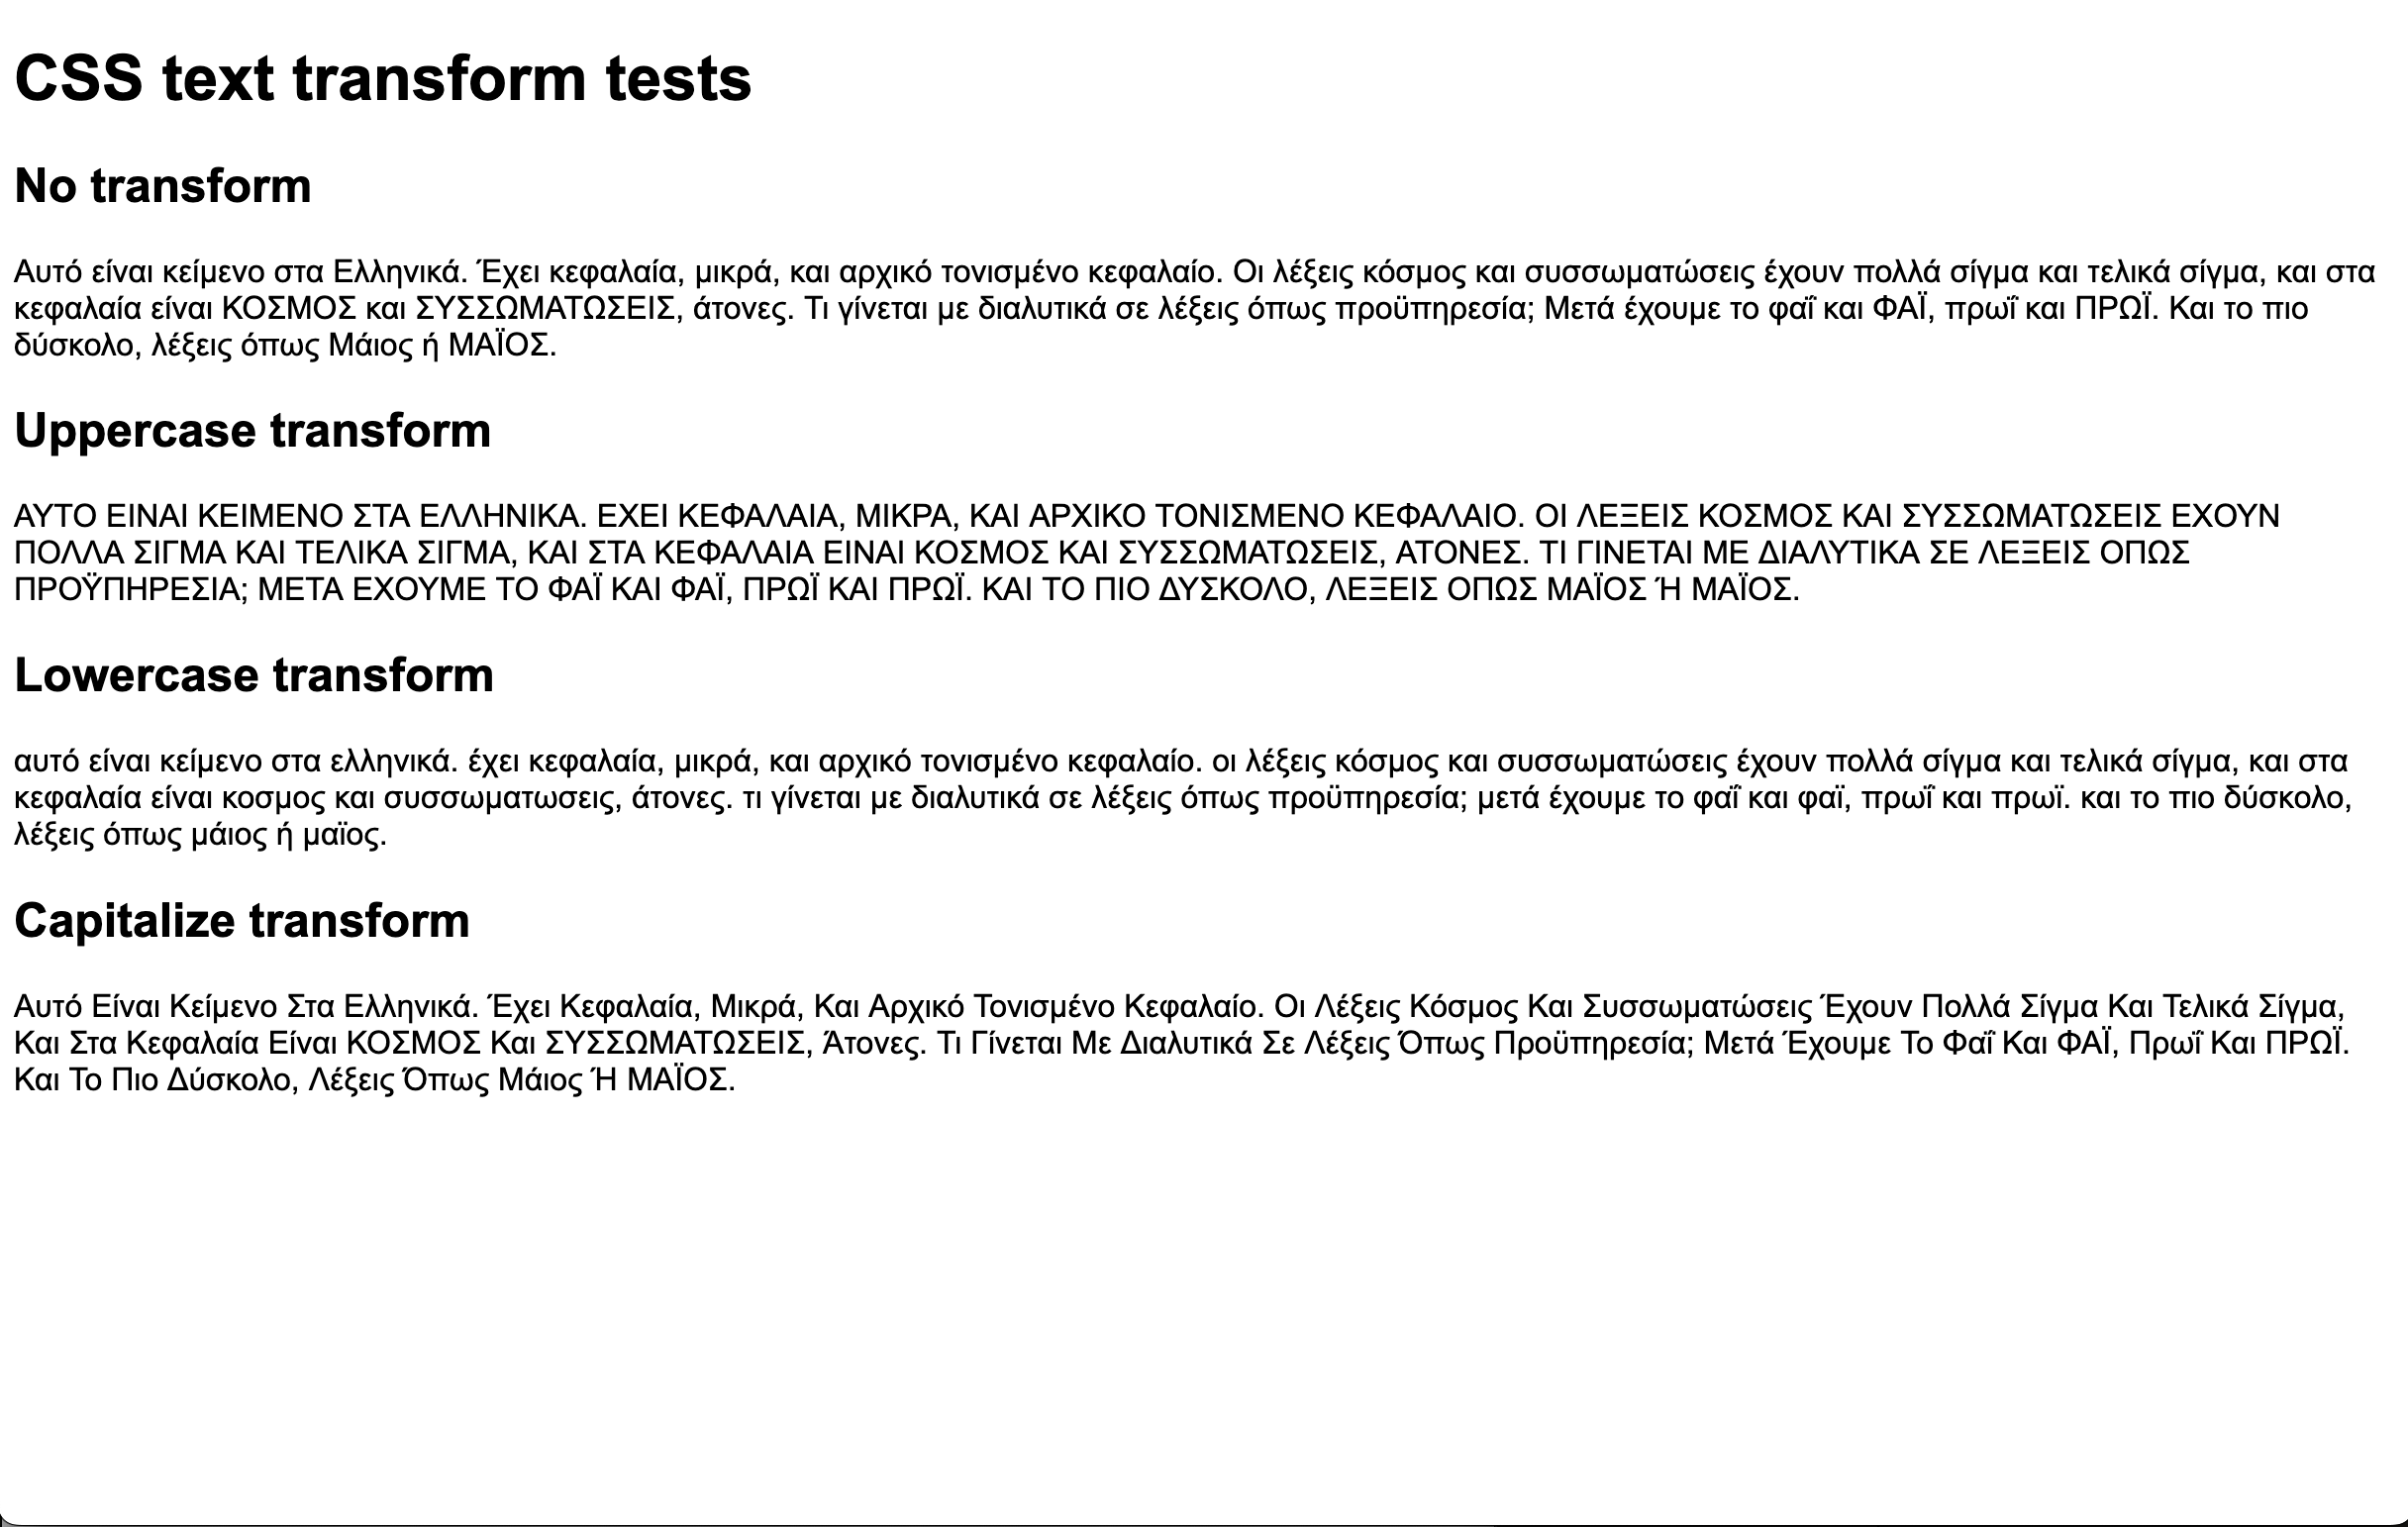 CSS text transform tests
No transform
Αυτό είναι κείμενο στα Ελληνικά. Έχει κεφαλαία, μικρά, και αρχικό τονισμένο κεφαλαίο. Οι λέξεις κόσμος και συσσωματώσεις έχουν πολλά σίγμα και τελικά σίγμα, και στα
κεφαλαία είναι ΚΟΣΜΟΣ και ΣΥΣΣΩΜΑΤΩΣΕΙΣ, άτονες. Τι γίνεται με διαλυτικά σε λέξεις όπως προϋπηρεσία; Μετά έχουμε το φαΐ και ΦΑΪ, πρωΐ και ΠΡΩΪ. Και το πιο
δύσκολο, λέξεις όπως Μάιος ή ΜΑΪΟΣ.
Uppercase transform
ΑΥΤΟ ΕΙΝΑΙ ΚΕΙΜΕΝΟ ΣΤΑ ΕΛΛΗΝΙΚΑ. ΕΧΕΙ ΚΕΦΑΛΑΙΑ, ΜΙΚΡΑ, ΚΑΙ ΑΡΧΙΚΟ ΤΟΝΙΣΜΕΝΟ ΚΕΦΑΛΑΙΟ. ΟΙ ΛΕΞΕΙΣ ΚΟΣΜΟΣ ΚΑΙ ΣΥΣΣΩΜΑΤΩΣΕΙΣ ΕΧΟΥΝ
ΠΟΛΛΑ ΣΙΓΜΑ ΚΑΙ ΤΕΛΙΚΑ ΣΙΓΜΑ, ΚΑΙ ΣΤΑ ΚΕΦΑΛΑΙΑ ΕΙΝΑΙ ΚΟΣΜΟΣ ΚΑΙ ΣΥΣΣΩΜΑΤΩΣΕΙΣ, ΑΤΟΝΕΣ. ΤΙ ΓΙΝΕΤΑΙ ΜΕ ΔΙΑΛΥΤΙΚΑ ΣΕ ΛΕΞΕΙΣ ΟΠΩΣ
ΠΡΟΫΠΗΡΕΣΙΑ; ΜΕΤΑ ΕΧΟΥΜΕ ΤΟ ΦΑΪ ΚΑΙ ΦΑΪ, ΠΡΩΪ ΚΑΙ ΠΡΩΪ. ΚΑΙ ΤΟ ΠΙΟ ΔΥΣΚΟΛΟ, ΛΕΞΕΙΣ ΟΠΩΣ ΜΑΪΟΣ Ή ΜΑΪΟΣ.
Lowercase transform
αυτό είναι κείμενο στα ελληνικά. έχει κεφαλαία, μικρά, και αρχικό τονισμένο κεφαλαίο. οι λέξεις κόσμος και συσσωματώσεις έχουν πολλά σίγμα και τελικά σίγμα, και στα
κεφαλαία είναι κοσμος και συσσωματωσεις, άτονες. τι γίνεται με διαλυτικά σε λέξεις όπως προϋπηρεσία; μετά έχουμε το φαΐ και φαϊ, πρωΐ και πρωϊ. και το πιο δύσκολο,
λέξεις όπως μάιος ή μαϊος.
Capitalize transform
Αυτό Είναι Κείμενο Στα Ελληνικά. Έχει Κεφαλαία, Μικρά, Και Αρχικό Τονισμένο Κεφαλαίο. Οι Λέξεις Κόσμος Και Συσσωματώσεις Έχουν Πολλά Σίγμα Και Τελικά Σίγμα,
Και Στα Κεφαλαία Είναι ΚΟΣΜΟΣ Και ΣΥΣΣΩΜΑΤΩΣΕΙΣ, Άτονες. Τι Γίνεται Με Διαλυτικά Σε Λέξεις Όπως Προϋπηρεσία; Μετά Έχουμε Το Φαΐ Και ΦΑΪ, Πρωΐ Και ΠΡΩΪ.
Και Το Πιο Δύσκολο, Λέξεις Όπως Μάιος Ή ΜΑΪΟΣ.